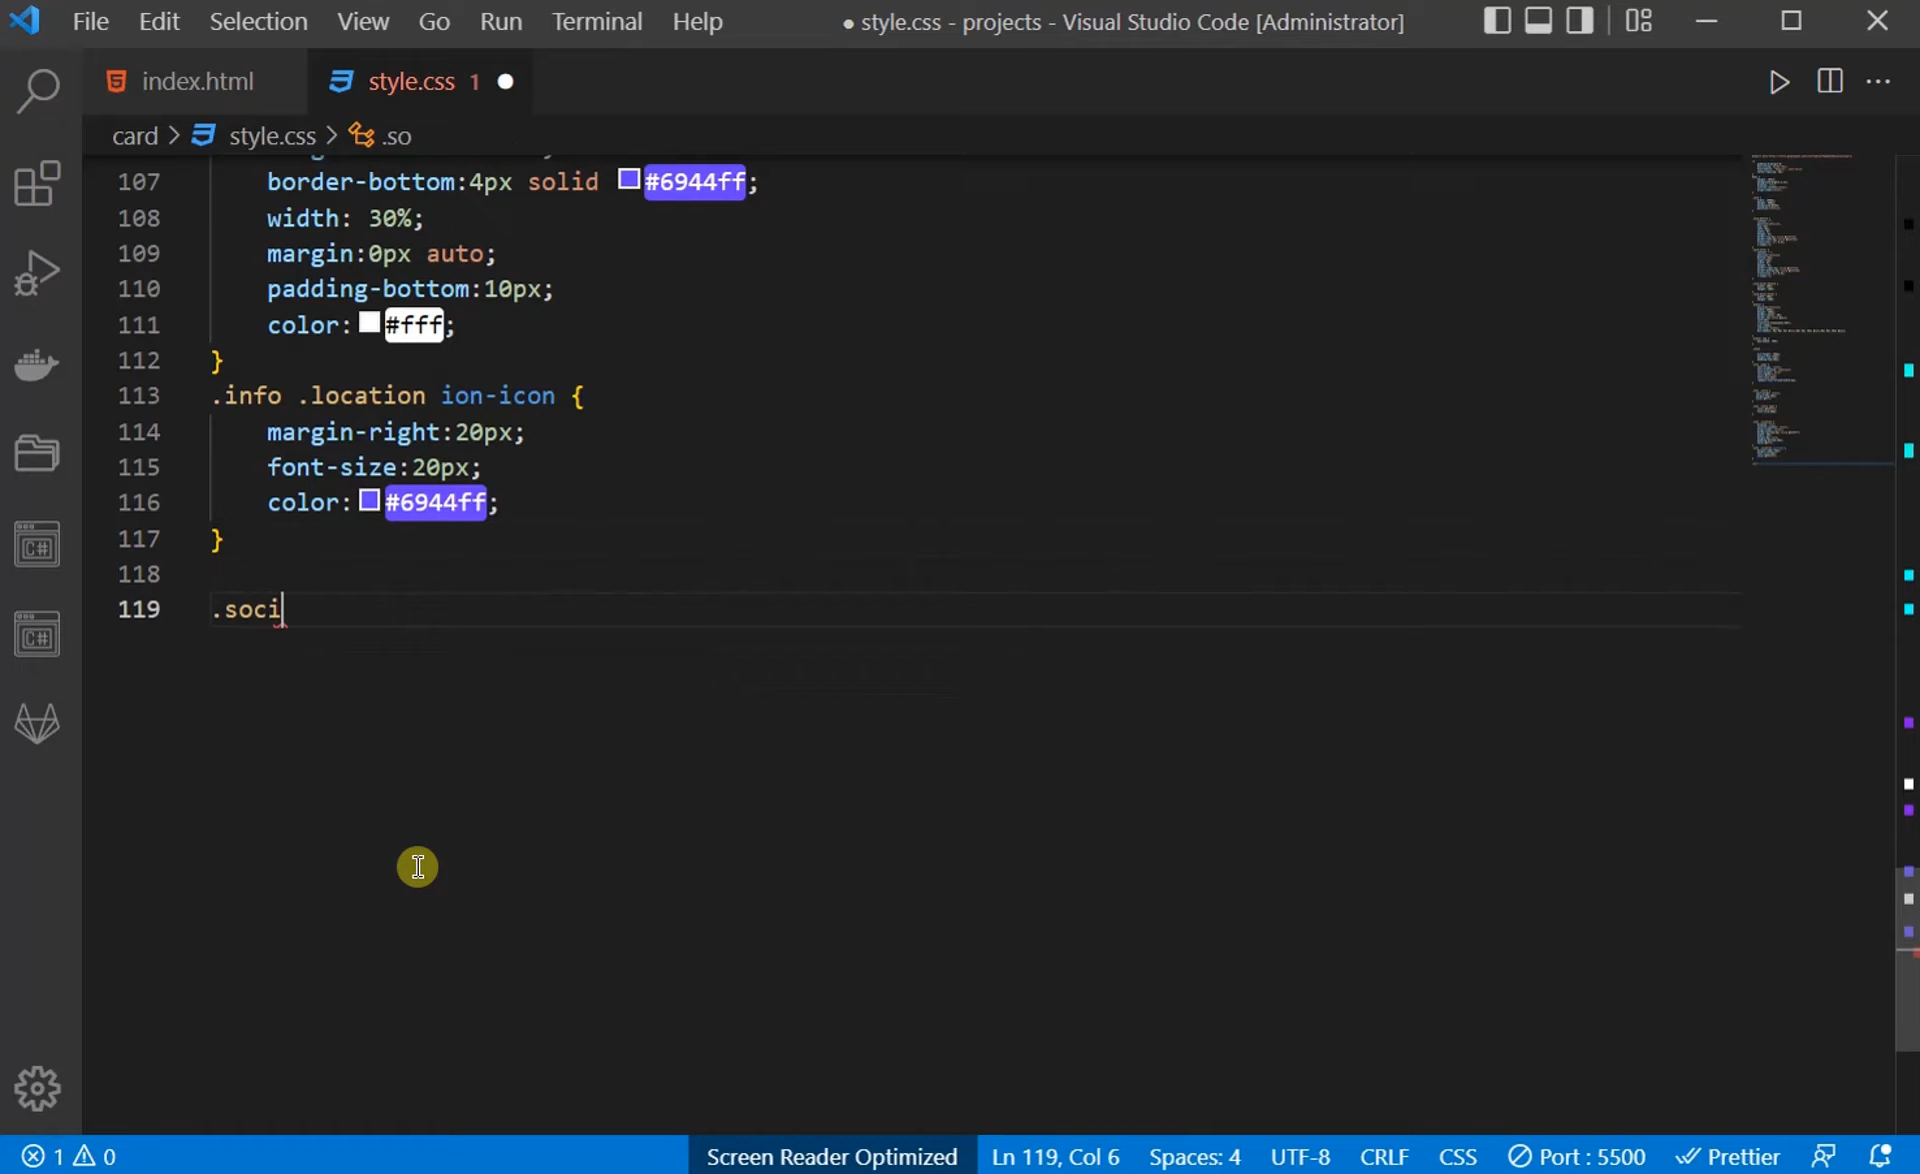 File Edit Selection View Go Run Terminal Help ● style.css - projects - Visual Studio Code [Administrator]
index.html style.css 1
card > style.css > .so
107 border-bottom:4px solid #6944ff;
108 width: 30%;
109 margin:0px auto;
110 padding-bottom:10px;
111 color: #fff;
112 }
113 .info .location ion-icon {
114 margin-right:20px;
115 font-size:20px;
116 color: #6944ff;
117 }
118
119 .soci
C#
C#
1 0 Screen Reader Optimized Ln 119, Col 6 Spaces: 4 UTF-8 CRLF CSS Port : 5500 Prettier